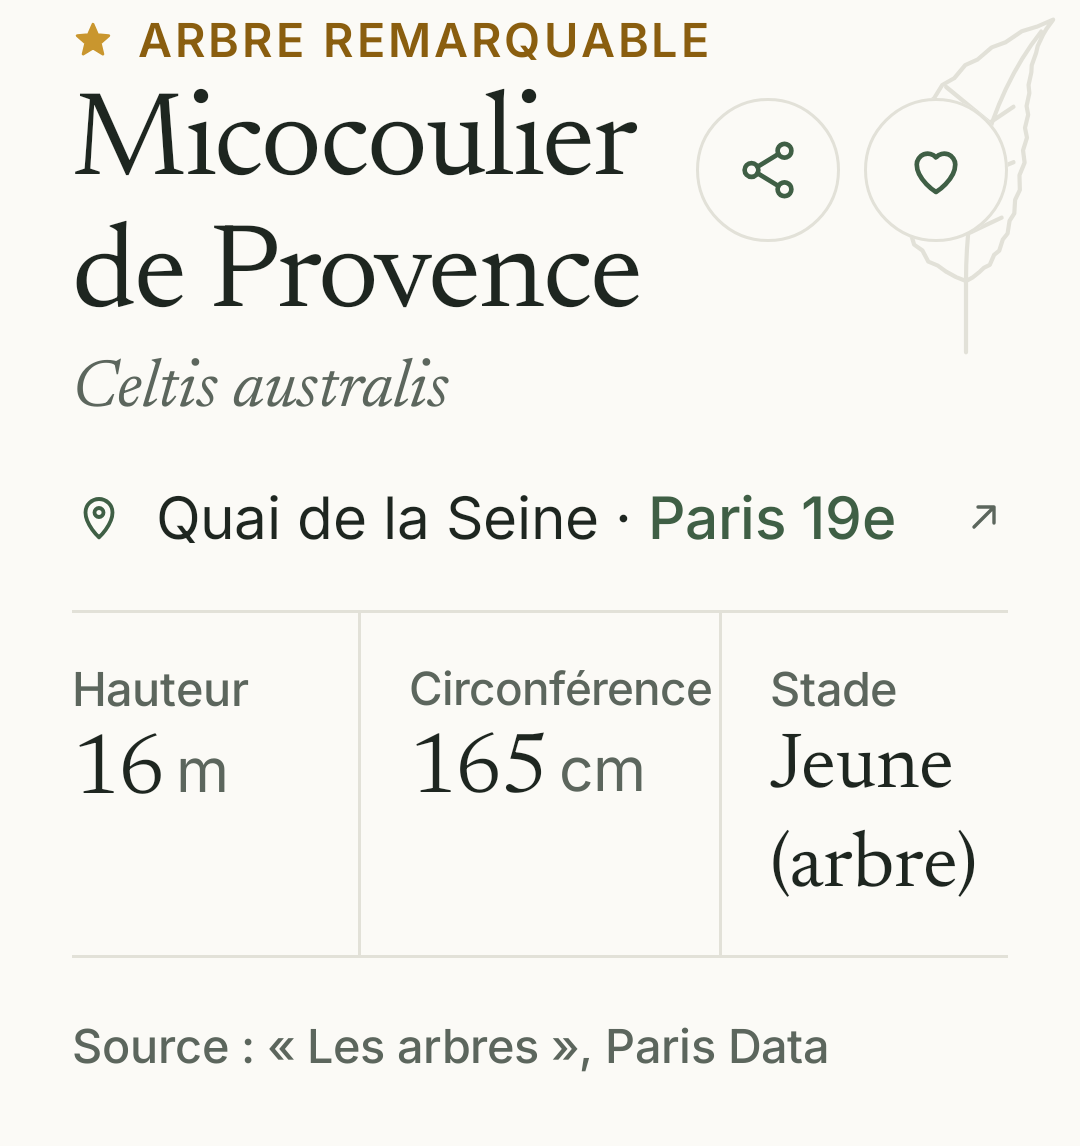 ARBRE REMARQUABLE
Micocoulier
de Provence
Celtis australis
Quai de la Seine · Paris 19e
Hauteur
16 m
Circonférence
165 cm
Stade
Jeune
(arbre)
Source : « Les arbres », Paris Data